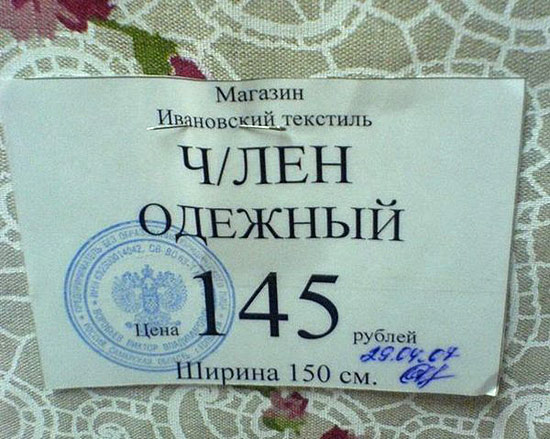 Магазин
Ивановский текстиль
Ч/ЛЕН
ОДЕЖНЫЙ
Цена 145 рублей
29.04.07
Ширина 150 см.